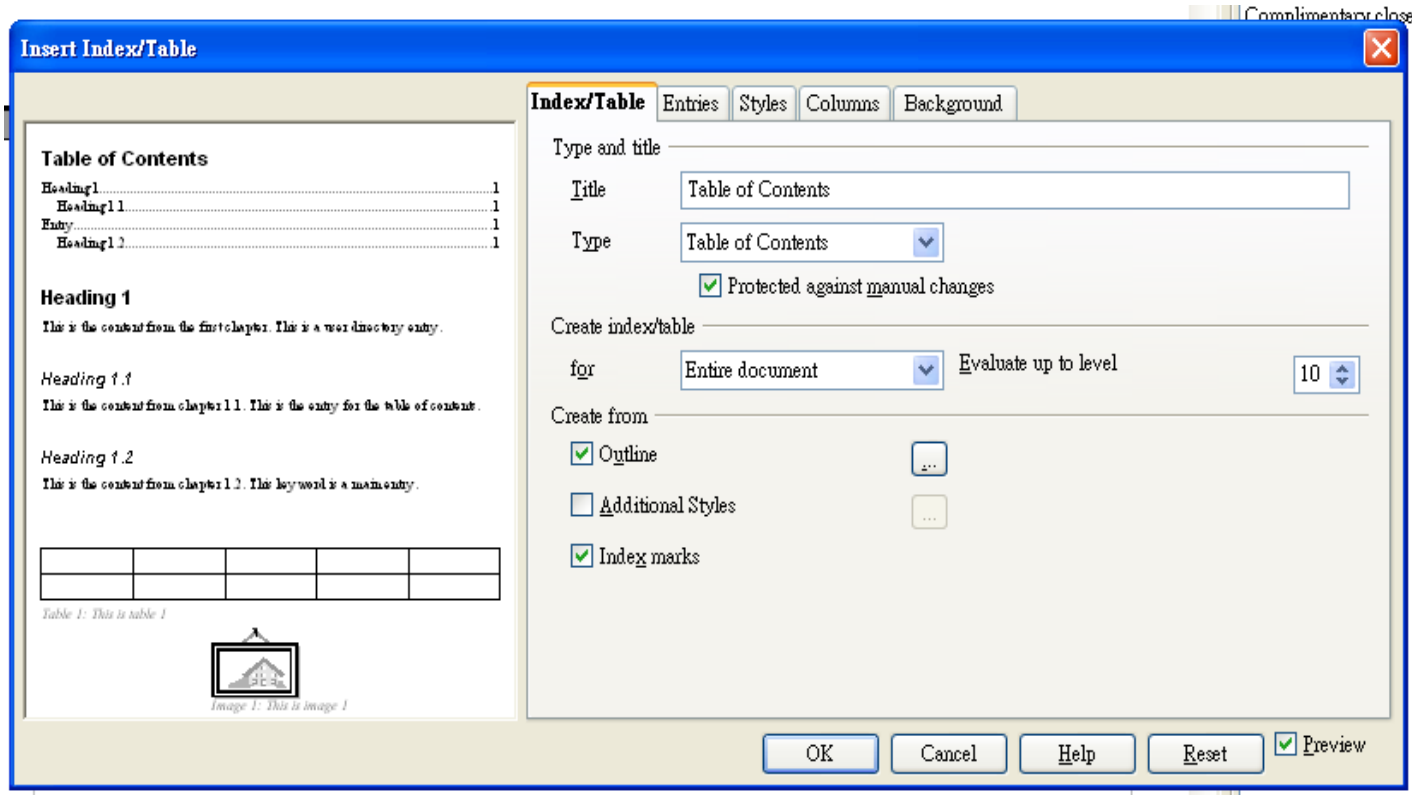 Complimentary close
Insert Index/Table
Index/Table Entries Styles Columns Background
Table of Contents
Heading 1 1
Heading 1.1 1
Entry 1
Heading 1.2 1
Heading 1
This is the content from the first chapter. This is a user directory entry.
Heading 1.1
This is the content from chapter 1.1. This is the entry for the table of contents.
Heading 1.2
This is the content from chapter 1.2. This keyword is a main entry.
Table 1: This is table 1
Image 1: This is image 1
Type and title
Title Table of Contents
Type Table of Contents
Protected against manual changes
Create index/table
for Entire document Evaluate up to level 10
Create from
Outline ...
Additional Styles ...
Index marks
OK Cancel Help Reset Preview